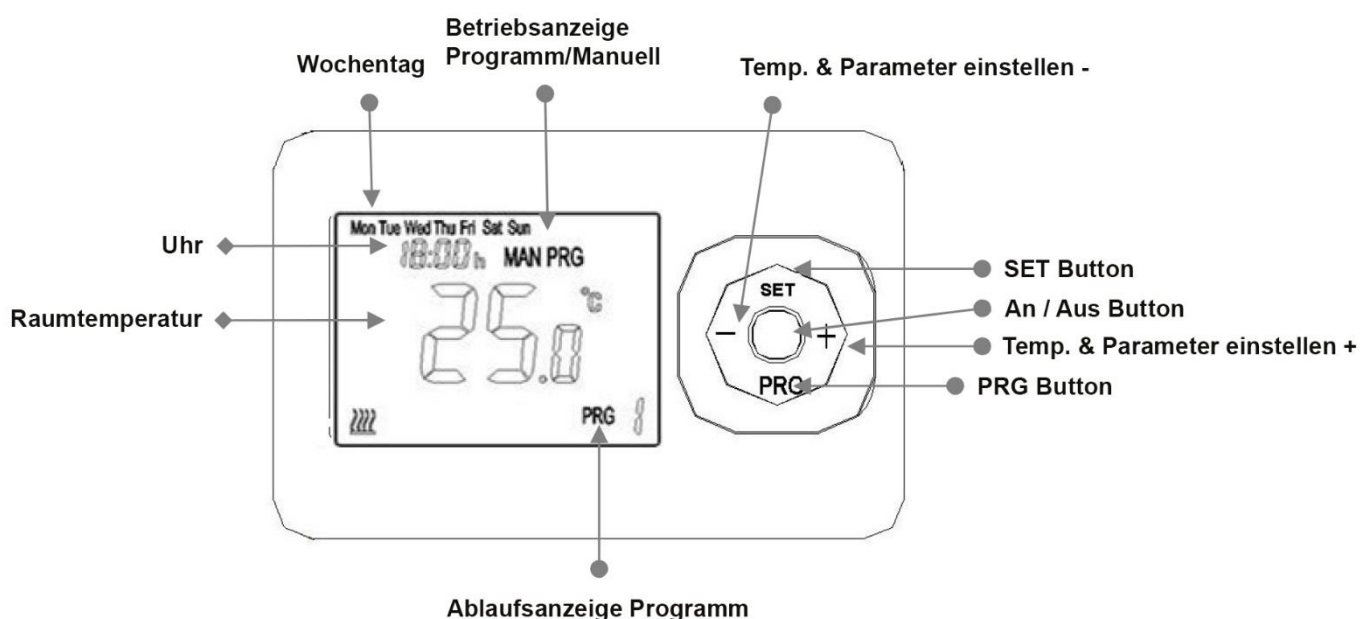 Betriebsanzeige
Programm/Manuell
Wochentag
Temp. & Parameter einstellen -
Mon Tue Wed Thu Fri Sat Sun
Uhr
18:00 h MAN PRG
SET Button
Raumtemperatur
25.0 °C
SET
An / Aus Button
- +
Temp. & Parameter einstellen +
PRG
PRG Button
PRG 1
Ablaufsanzeige Programm